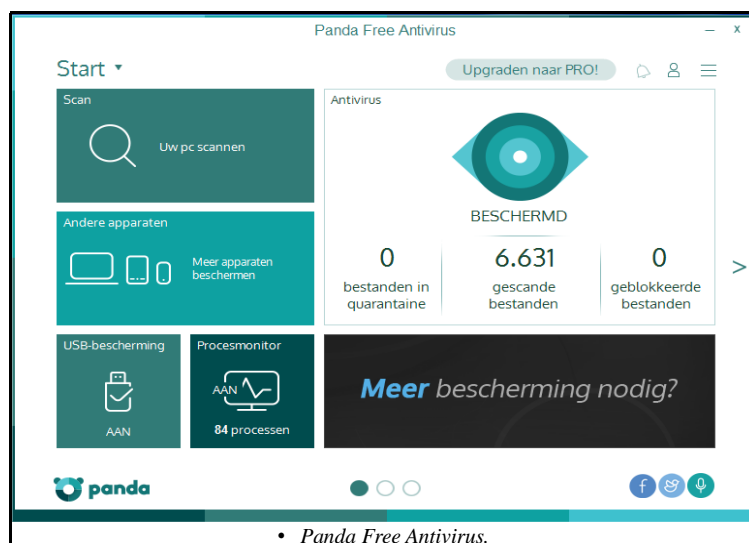 Panda Free Antivirus
Start
Upgraden naar PRO!
Scan
Uw pc scannen
Antivirus
BESCHERMD
0
bestanden in
quarantaine
6.631
gescande
bestanden
0
geblokkeerde
bestanden
Andere apparaten
Meer apparaten
beschermen
USB-bescherming
AAN
Procesmonitor
AAN
84 processen
Meer bescherming nodig?
panda
• Panda Free Antivirus.